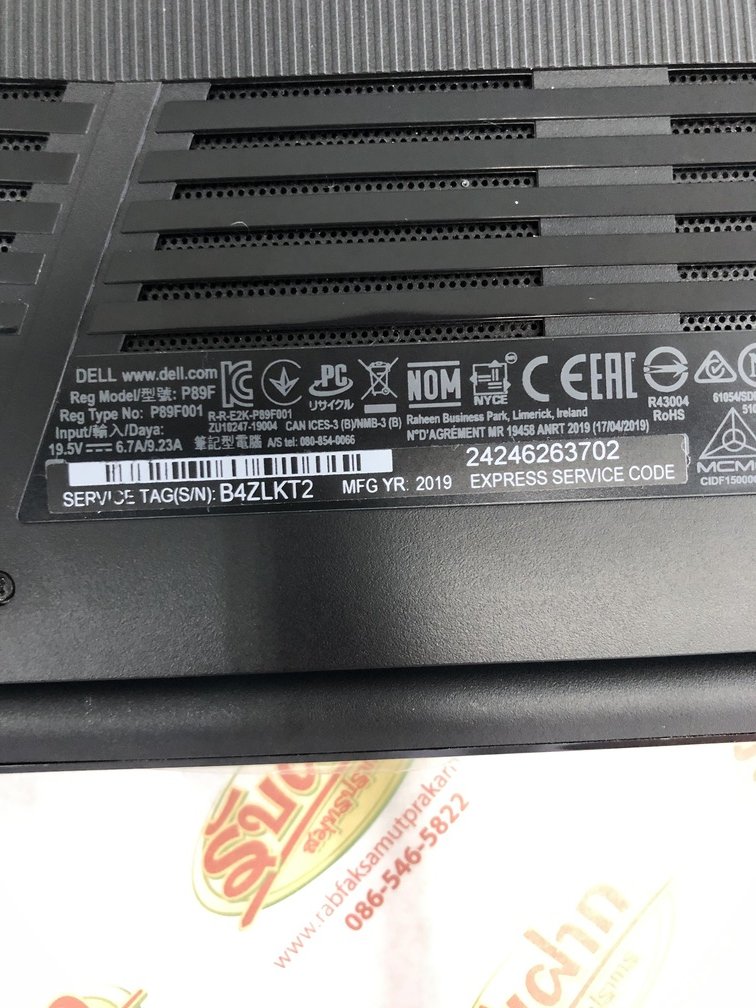 DELL www.dell.com
Reg Model/型號: P89F
Reg Type No: P89F001
Input/輸入/Daya:
19.5V⎓ 6.7A/9.23A
R-R-E2K-P89F001
ZU18247-19004 CAN ICES-3 (B)/NMB-3 (B)
筆記型電腦 A/S tel: 080-854-0066
PC
リサイクル
NOM
NYCE
CE
EAC
Raheen Business Park, Limerick, Ireland
N°D'AGRÉMENT MR 19458 ANRT 2019 (17/04/2019)
R43004
RoHS
MCMC
24246263702
SERVICE TAG(S/N): B4ZLKT2 MFG YR: 2019 EXPRESS SERVICE CODE
www.rabfaksamutprakarn
086-546-5822